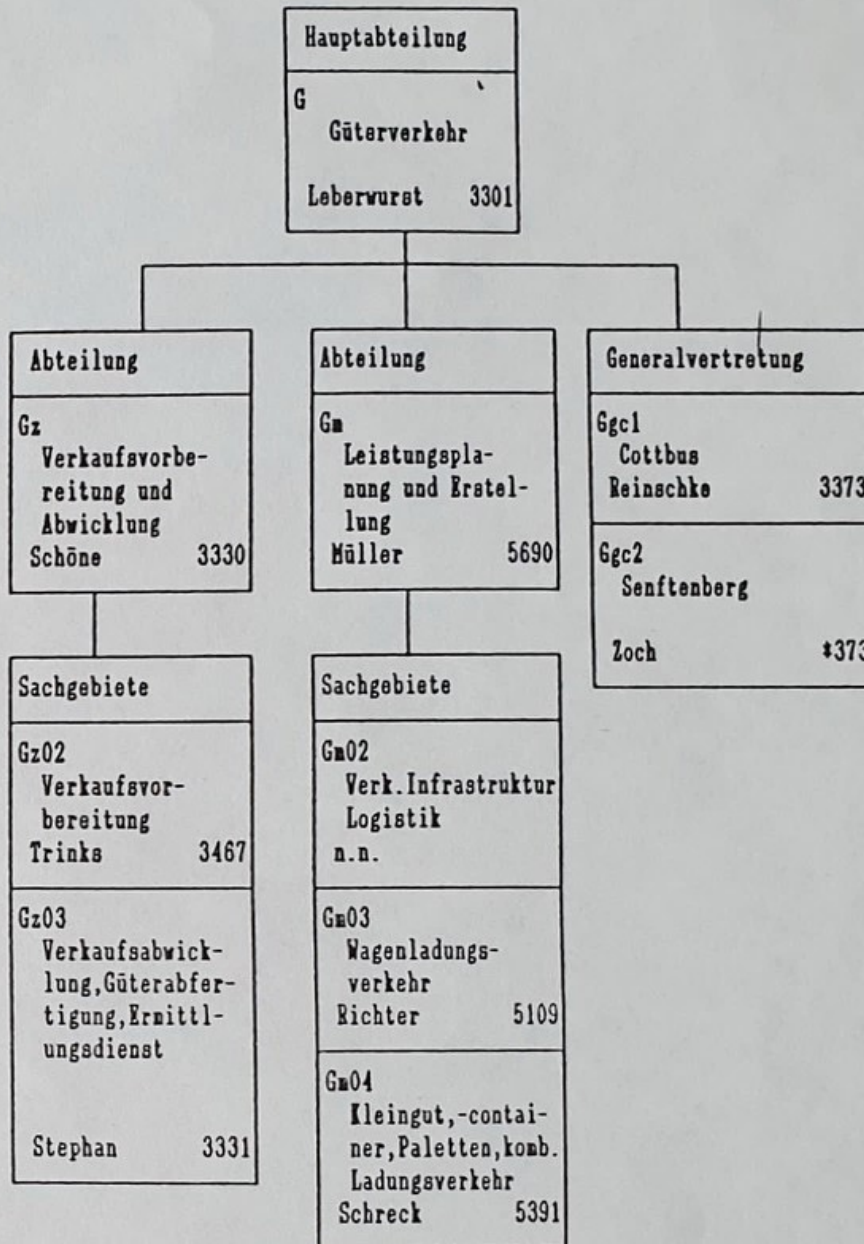 Hauptabteilung
G
Güterverkehr
Leberwurst 3301
Abteilung
Gz
Verkaufsvorbe-
reitung und
Abwicklung
Schöne 3330
Sachgebiete
Gz02
Verkaufsvor-
bereitung
Trinks 3467
Gz03
Verkaufsabwick-
lung,Güterabfer-
tigung,Ermittl-
ungsdienst
Stephan 3331
Abteilung
Gm
Leistungspla-
nung und Erstel-
lung
Müller 5690
Sachgebiete
Gm02
Verk.Infrastruktur
Logistik
n.n.
Gm03
Wagenladungs-
verkehr
Richter 5109
Gm04
Kleingut,-contai-
ner,Paletten,komb.
Ladungsverkehr
Schreck 5391
Generalvertretung
Ggc1
Cottbus
Reinschke 3373
Ggc2
Senftenberg
Zoch *373